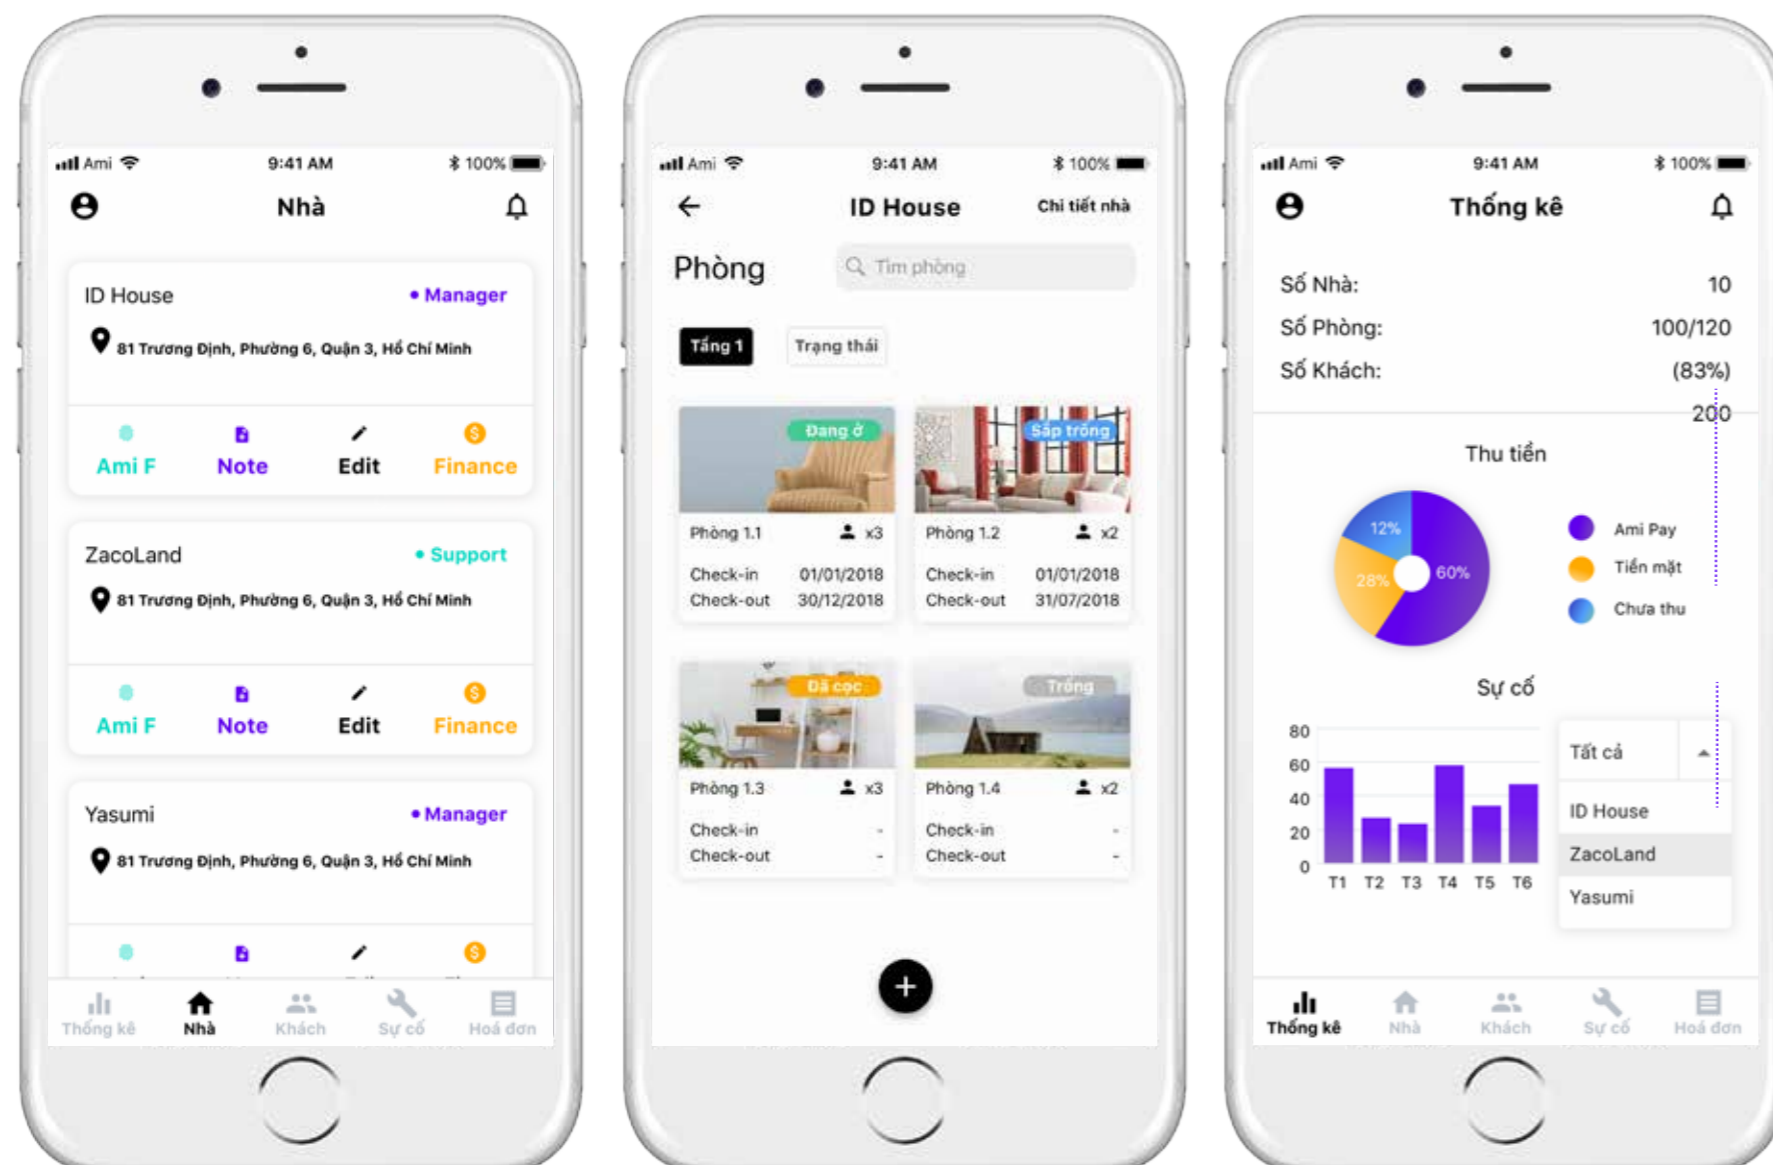 Ami 9:41 AM 100%
Nhà
ID House • Manager
81 Trương Định, Phường 6, Quận 3, Hồ Chí Minh
Ami F Note Edit Finance
ZacoLand • Support
81 Trương Định, Phường 6, Quận 3, Hồ Chí Minh
Ami F Note Edit Finance
Yasumi • Manager
81 Trương Định, Phường 6, Quận 3, Hồ Chí Minh
Thống kê Nhà Khách Sự cố Hoá đơn
Ami 9:41 AM 100%
ID House Chi tiết nhà
Phòng Tìm phòng
Tầng 1 Trạng thái
Đang ở Sắp trống
Phòng 1.1 x3 Phòng 1.2 x2
Check-in 01/01/2018 Check-in 01/01/2018
Check-out 30/12/2018 Check-out 31/07/2018
Đã cọc Trống
Phòng 1.3 x3 Phòng 1.4 x2
Check-in - Check-in -
Check-out - Check-out -
+
Ami 9:41 AM 100%
Thống kê
Số Nhà: 10
Số Phòng: 100/120
Số Khách: (83%)
200
Thu tiền
12%
28%
60%
Ami Pay
Tiền mặt
Chưa thu
Sự cố
80
60
40
20
0
T1 T2 T3 T4 T5 T6
Tất cả
ID House
ZacoLand
Yasumi
Thống kê Nhà Khách Sự cố Hoá đơn